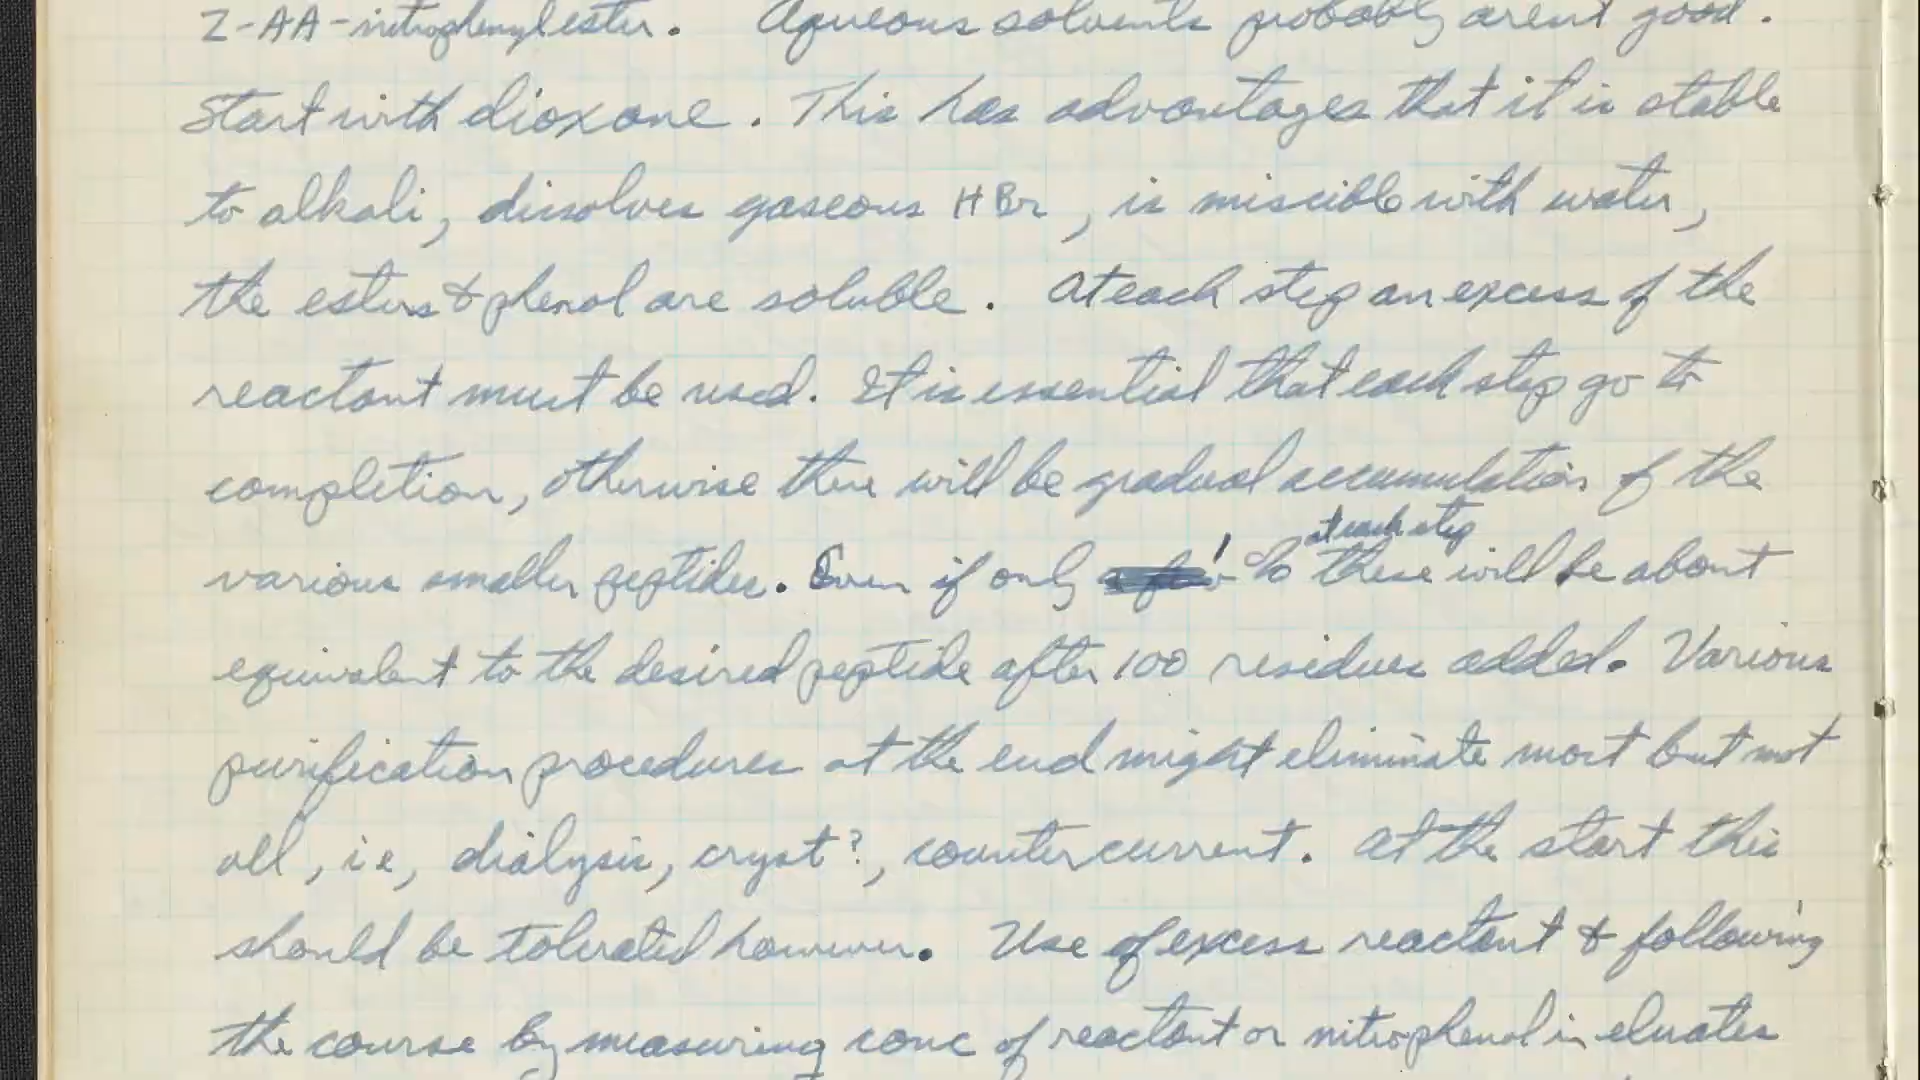 Z-AA-nitrophenylester. Aqueous solvents probably arent good.
Start with dioxane. This has advantages that it is stable
to alkali, dissolves gaseous HBr, is miscible with water,
the esters & phenol are soluble. At each step an excess of the
reactant must be used. It is essential that each step go to
completion, otherwise there will be gradual accumulation of the
at each step
various smaller peptides. Even if only 1 % these will be about
equivalent to the desired peptide after 100 residues added. Various
purification procedures at the end might eliminate most but not
all, ie, dialysis, cryst?, countercurrent. At the start this
should be tolerated however. Use of excess reactant & following
the course by measuring conc of reactant or nitrophenol in eluates